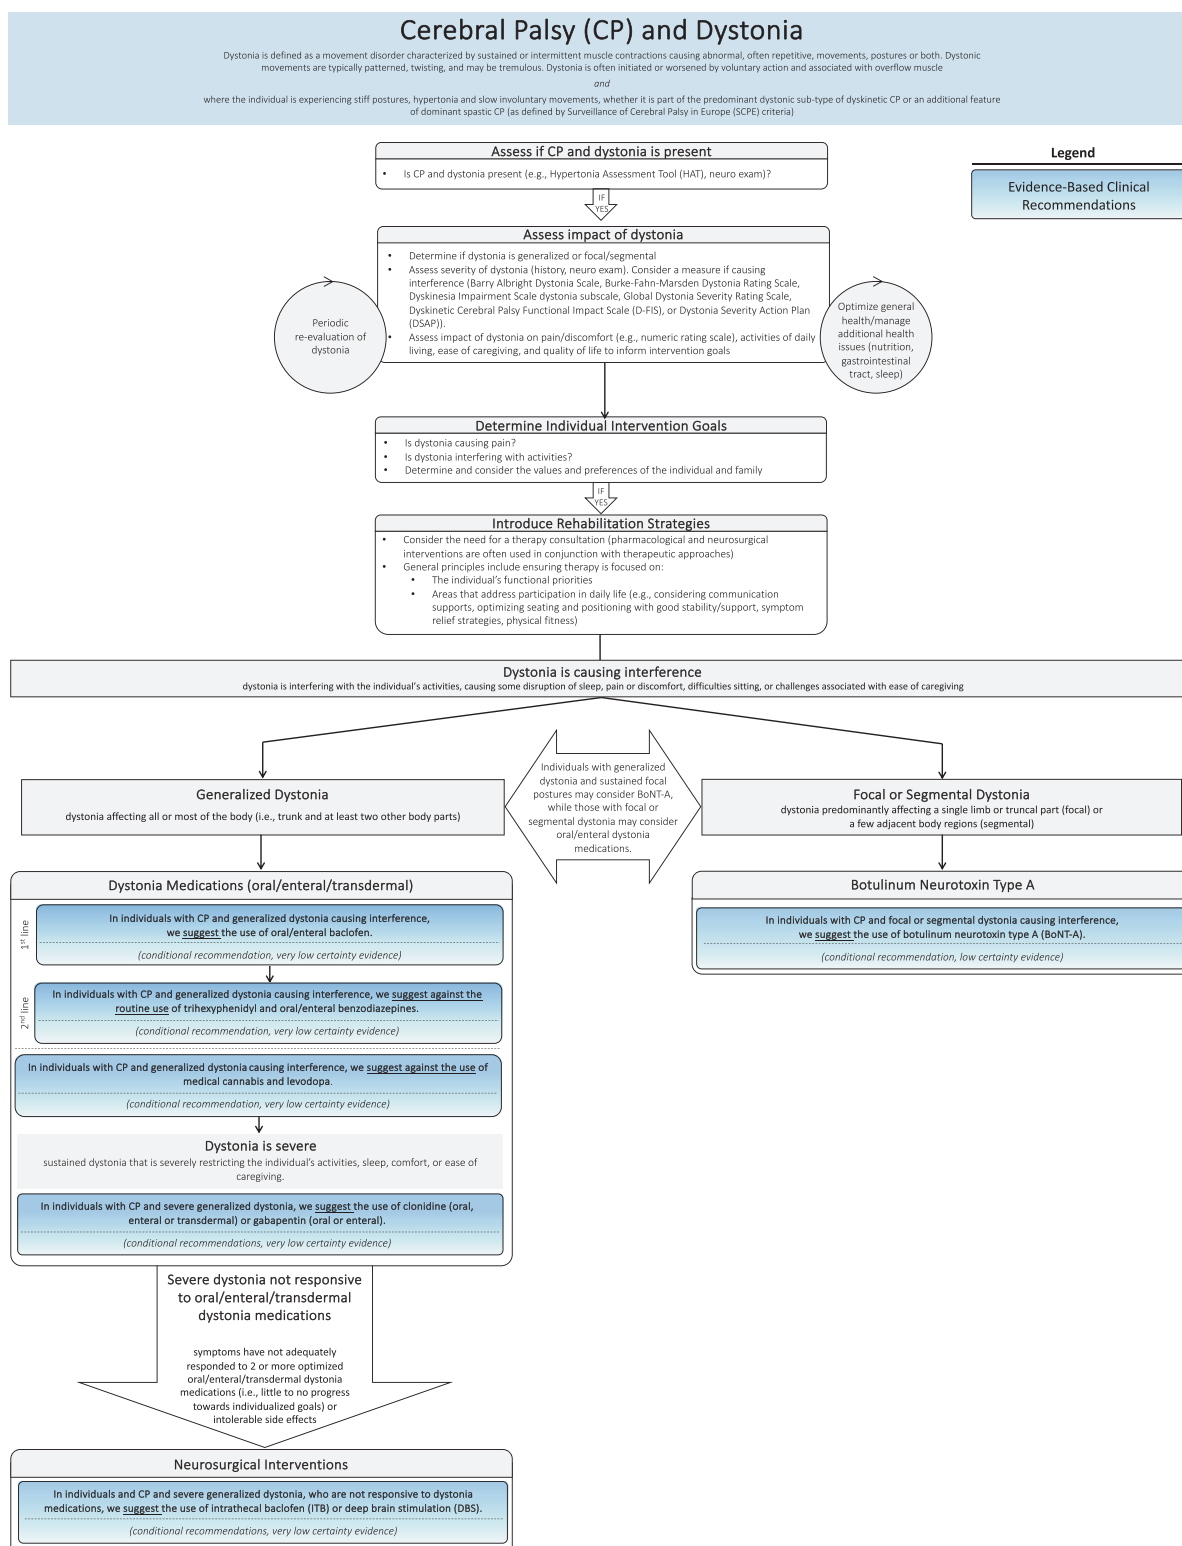 Cerebral Palsy (CP) and Dystonia
Dystonia is defined as a movement disorder characterized by sustained or intermittent muscle contractions causing abnormal, often repetitive, movements, postures or both. Dystonic
movements are typically patterned, twisting, and may be tremulous. Dystonia is often initiated or worsened by voluntary action and associated with overflow muscle
and
where the individual is experiencing stiff postures, hypertonia and slow involuntary movements, whether it is part of the predominant dystonic sub-type of dyskinetic CP or an additional feature
of dominant spastic CP (as defined by Surveillance of Cerebral Palsy in Europe (SCPE) criteria)
Assess if CP and dystonia is present
• Is CP and dystonia present (e.g., Hypertonia Assessment Tool (HAT), neuro exam)?
Legend
Evidence-Based Clinical
Recommendations
IF
YES
Assess impact of dystonia
• Determine if dystonia is generalized or focal/segmental
• Assess severity of dystonia (history, neuro exam). Consider a measure if causing
interference (Barry Albright Dystonia Scale, Burke-Fahn-Marsden Dystonia Rating Scale,
Dyskinesia Impairment Scale dystonia subscale, Global Dystonia Severity Rating Scale,
Dyskinetic Cerebral Palsy Functional Impact Scale (D-FIS), or Dystonia Severity Action Plan
(DSAP)).
• Assess impact of dystonia on pain/discomfort (e.g., numeric rating scale), activities of daily
living, ease of caregiving, and quality of life to inform intervention goals
Periodic
re-evaluation of
dystonia
Optimize general
health/manage
additional health
issues (nutrition,
gastrointestinal
tract, sleep)
Determine Individual Intervention Goals
• Is dystonia causing pain?
• Is dystonia interfering with activities?
• Determine and consider the values and preferences of the individual and family
IF
YES
Introduce Rehabilitation Strategies
• Consider the need for a therapy consultation (pharmacological and neurosurgical
interventions are often used in conjunction with therapeutic approaches)
• General principles include ensuring therapy is focused on:
• The individual's functional priorities
• Areas that address participation in daily life (e.g., considering communication
supports, optimizing seating and positioning with good stability/support, symptom
relief strategies, physical fitness)
Dystonia is causing interference
dystonia is interfering with the individual's activities, causing some disruption of sleep, pain or discomfort, difficulties sitting, or challenges associated with ease of caregiving
Generalized Dystonia
dystonia affecting all or most of the body (i.e., trunk and at least two other body parts)
Individuals with generalized
dystonia and sustained focal
postures may consider BoNT-A,
while those with focal or
segmental dystonia may consider
oral/enteral dystonia
medications.
Focal or Segmental Dystonia
dystonia predominantly affecting a single limb or truncal part (focal) or
a few adjacent body regions (segmental)
Dystonia Medications (oral/enteral/transdermal)
1st line
In individuals with CP and generalized dystonia causing interference,
we suggest the use of oral/enteral baclofen.
(conditional recommendation, very low certainty evidence)
2nd line
In individuals with CP and generalized dystonia causing interference, we suggest against the
routine use of trihexyphenidyl and oral/enteral benzodiazepines.
(conditional recommendation, very low certainty evidence)
In individuals with CP and generalized dystonia causing interference, we suggest against the use of
medical cannabis and levodopa.
(conditional recommendation, very low certainty evidence)
Dystonia is severe
sustained dystonia that is severely restricting the individual's activities, sleep, comfort, or ease of
caregiving.
In individuals with CP and severe generalized dystonia, we suggest the use of clonidine (oral,
enteral or transdermal) or gabapentin (oral or enteral).
(conditional recommendations, very low certainty evidence)
Botulinum Neurotoxin Type A
In individuals with CP and focal or segmental dystonia causing interference,
we suggest the use of botulinum neurotoxin type A (BoNT-A).
(conditional recommendation, low certainty evidence)
Severe dystonia not responsive
to oral/enteral/transdermal
dystonia medications
symptoms have not adequately
responded to 2 or more optimized
oral/enteral/transdermal dystonia
medications (i.e., little to no progress
towards individualized goals) or
intolerable side effects
Neurosurgical Interventions
In individuals and CP and severe generalized dystonia, who are not responsive to dystonia
medications, we suggest the use of intrathecal baclofen (ITB) or deep brain stimulation (DBS).
(conditional recommendations, very low certainty evidence)